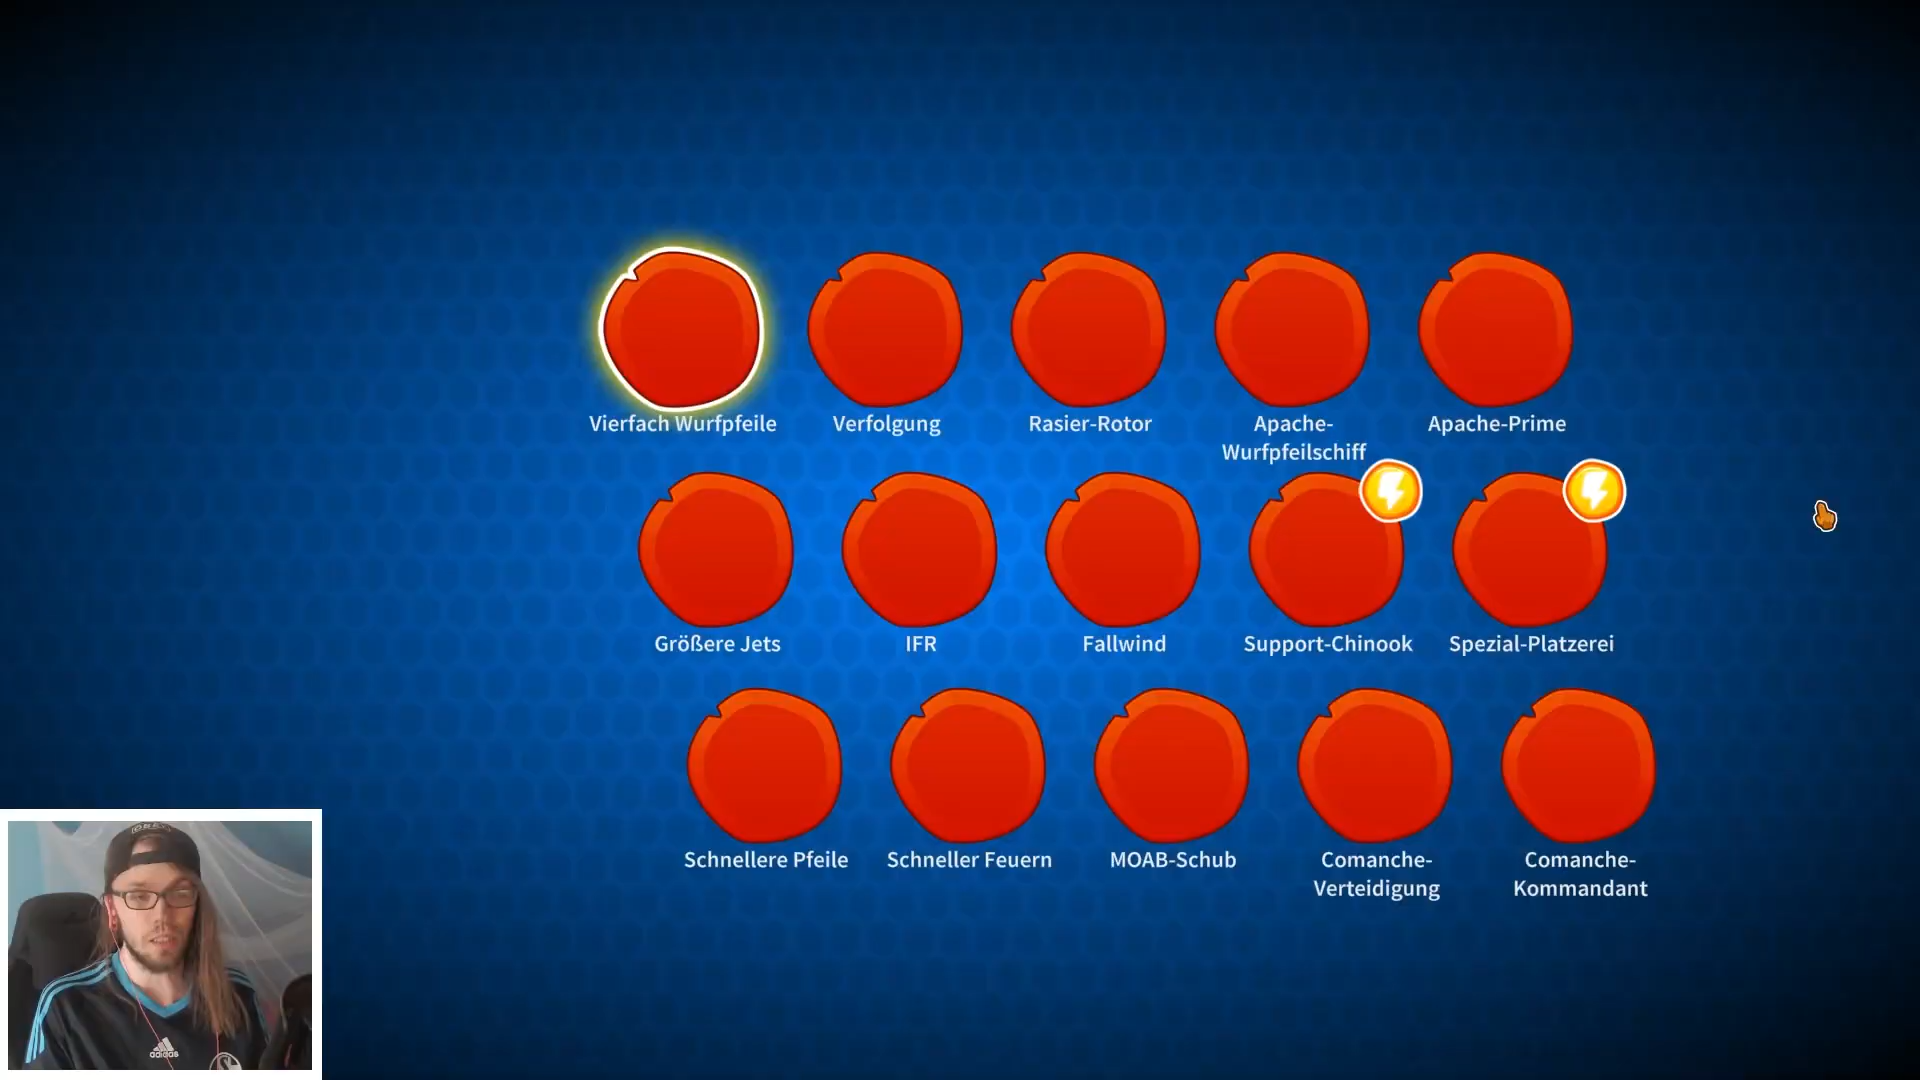 Vierfach Wurfpfeile
Verfolgung
Rasier-Rotor
Apache-
Wurfpfeilschiff
Apache-Prime
Größere Jets
IFR
Fallwind
Support-Chinook
Spezial-Platzerei
Schnellere Pfeile
Schneller Feuern
MOAB-Schub
Comanche-
Verteidigung
Comanche-
Kommandant
adidas